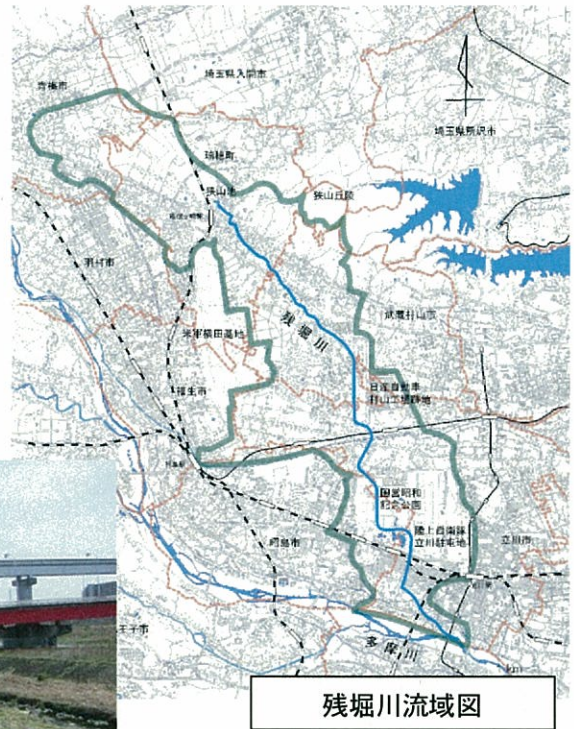 埼玉県入間市
青梅市
埼玉県所沢市
瑞穂町
狭山池
狭山丘陵
羽村市
武蔵村山市
米軍横田基地
残堀川
福生市
日産自動車
村山工場跡地
国営昭和
記念公園
陸上自衛隊
立川駐屯地
立川市
昭島市
多摩川
残堀川流域図